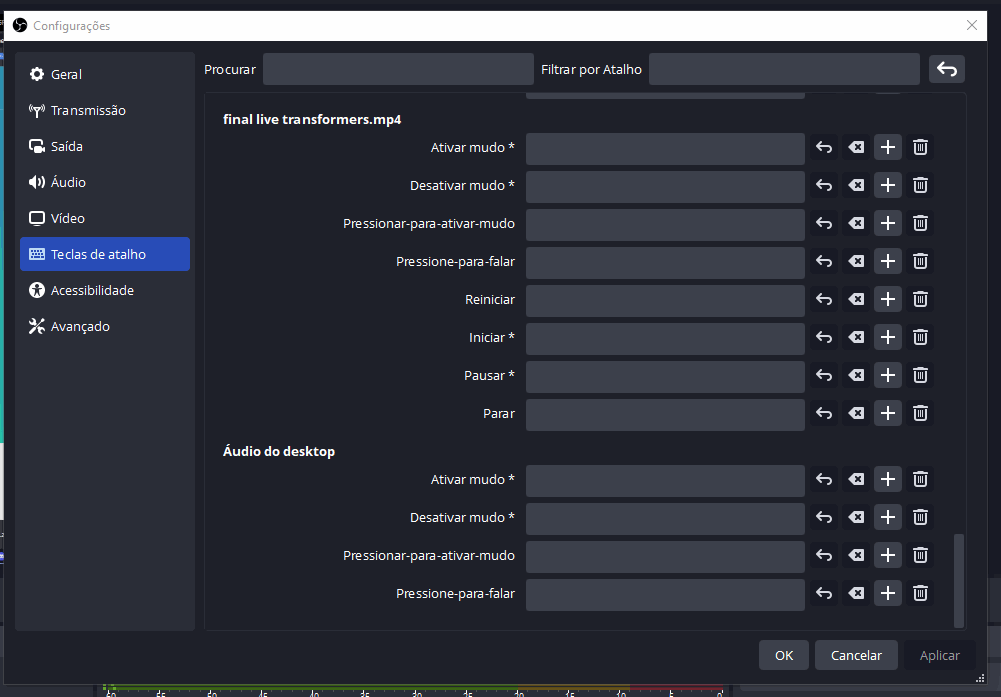 Configurações
Geral
Transmissão
Saída
Áudio
Vídeo
Teclas de atalho
Acessibilidade
Avançado
Procurar
Filtrar por Atalho
final live transformers.mp4
Ativar mudo *
Desativar mudo *
Pressionar-para-ativar-mudo
Pressione-para-falar
Reiniciar
Iniciar *
Pausar *
Parar
Áudio do desktop
Ativar mudo *
Desativar mudo *
Pressionar-para-ativar-mudo
Pressione-para-falar
OK Cancelar Aplicar